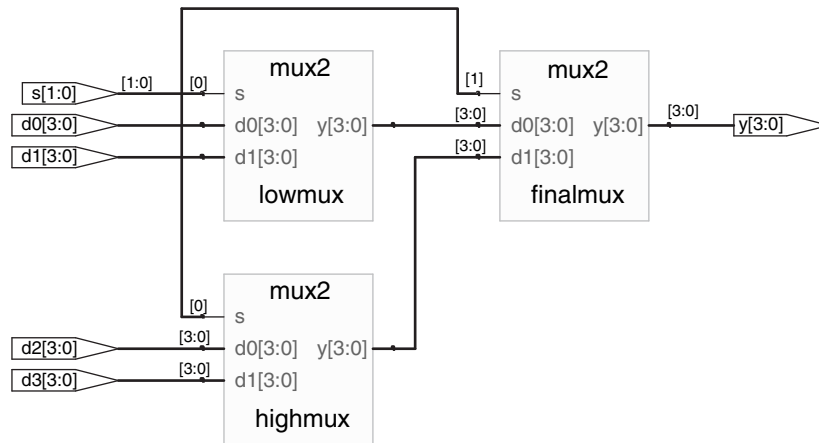 mux2
mux2
s[1:0]
[1:0]
[0]
s
[1]
s
d0[3:0]
d0[3:0]
y[3:0]
[3:0]
d0[3:0]
y[3:0]
[3:0]
y[3:0]
d1[3:0]
d1[3:0]
[3:0]
d1[3:0]
lowmux
finalmux
mux2
[0]
s
d2[3:0]
[3:0]
d0[3:0]
y[3:0]
d3[3:0]
[3:0]
d1[3:0]
highmux